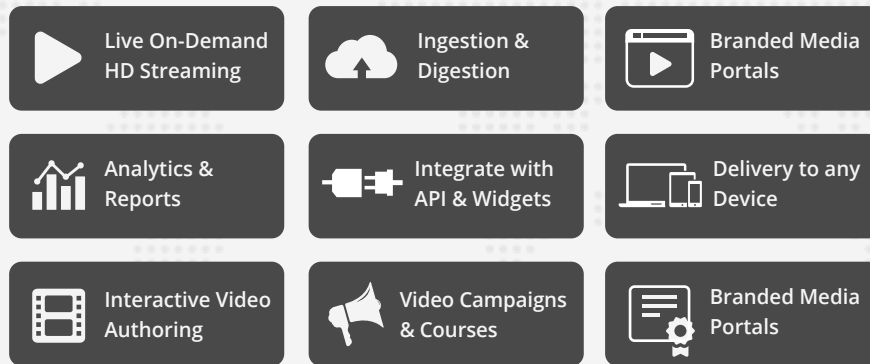 Live On-Demand
HD Streaming
Ingestion &
Digestion
Branded Media
Portals
Analytics &
Reports
Integrate with
API & Widgets
Delivery to any
Device
Interactive Video
Authoring
Video Campaigns
& Courses
Branded Media
Portals